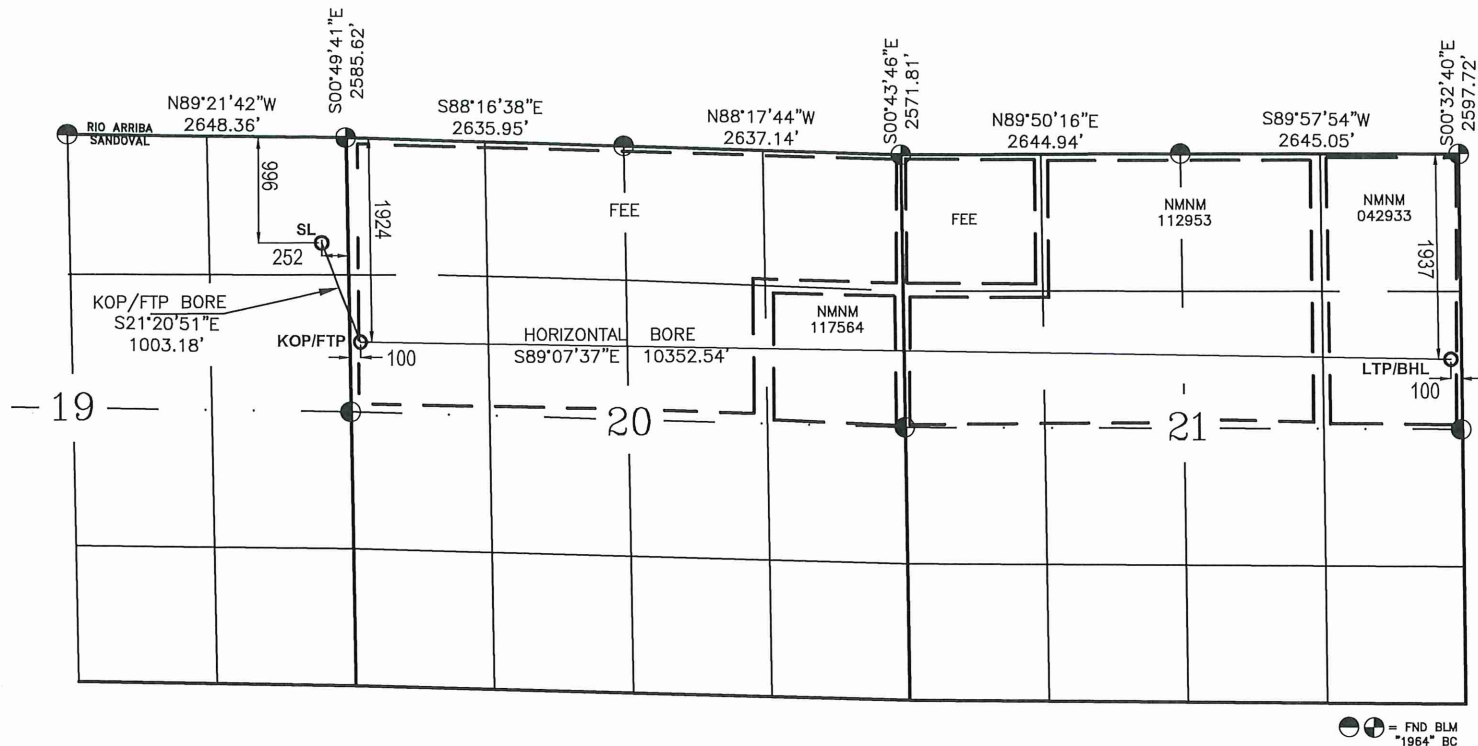 S00°49'41"E
2585.62'
S00°43'46"E
2571.81'
S00°32'40"E
2597.72'
N89°21'42"W
2648.36'
S88°16'38"E
2635.95'
N88°17'44"W
2637.14'
N89°50'16"E
2644.94'
S89°57'54"W
2645.05'
RIO ARRIBA
SANDOVAL
996
SL
252
1924
FEE
FEE
NMNM
112953
NMNM
042933
1937
KOP/FTP BORE
S21°20'51"E
1003.18'
KOP/FTP
100
HORIZONTAL BORE
S89°07'37"E 10352.54'
NMNM
117564
LTP/BHL
100
19
20
21
= FND BLM
"1964" BC